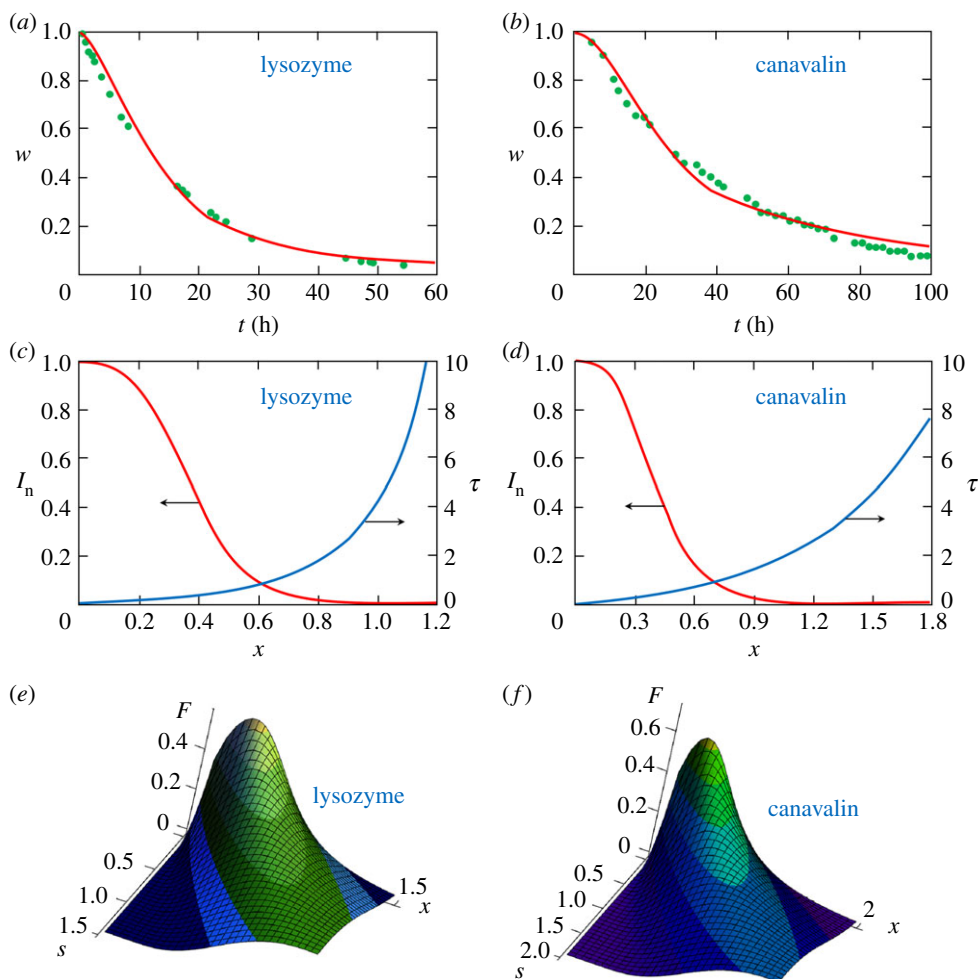 (a)
1.0
0.8
0.6
w
0.4
0.2
0
10
20
30
40
50
60
t (h)
lysozyme
(b)
1.0
0.8
0.6
w
0.4
0.2
0
20
40
60
80
100
t (h)
canavalin
(c)
1.0
0.8
0.6
In
0.4
0.2
0
0.2
0.4
0.6
0.8
1.0
1.2
x
10
8
6
τ
4
2
0
lysozyme
(d)
1.0
0.8
0.6
In
0.4
0.2
0
0.3
0.6
0.9
1.2
1.5
1.8
x
10
8
6
τ
4
2
0
canavalin
(e)
F
0.4
0.2
0
0.5
1.0
1.5
s
1.5
x
lysozyme
(f)
F
0.6
0.4
0.2
0
0.5
1.0
1.5
2.0
s
2
x
canavalin